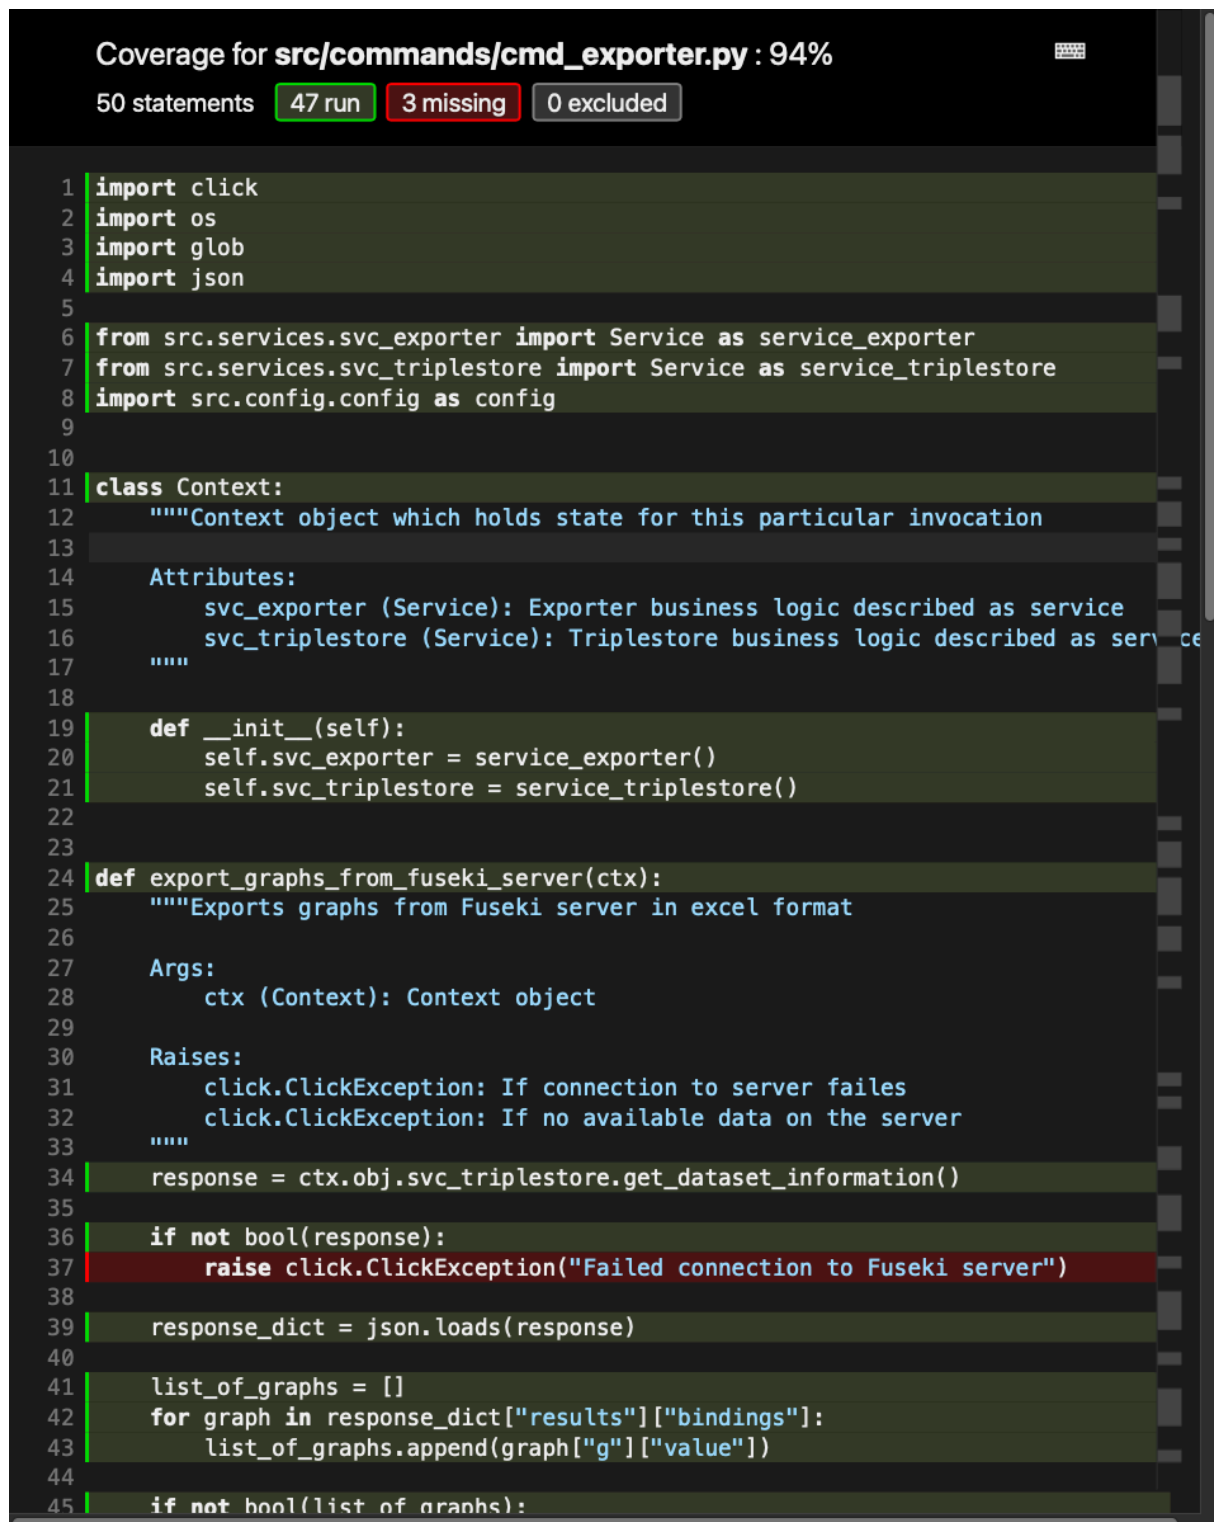 Coverage for src/commands/cmd_exporter.py : 94%
50 statements 47 run 3 missing 0 excluded
1 import click
2 import os
3 import glob
4 import json
5
6 from src.services.svc_exporter import Service as service_exporter
7 from src.services.svc_triplestore import Service as service_triplestore
8 import src.config.config as config
9
10
11 class Context:
12     """Context object which holds state for this particular invocation
13
14     Attributes:
15         svc_exporter (Service): Exporter business logic described as service
16         svc_triplestore (Service): Triplestore business logic described as service
17     """
18
19     def __init__(self):
20         self.svc_exporter = service_exporter()
21         self.svc_triplestore = service_triplestore()
22
23
24 def export_graphs_from_fuseki_server(ctx):
25     """Exports graphs from Fuseki server in excel format
26
27     Args:
28         ctx (Context): Context object
29
30     Raises:
31         click.ClickException: If connection to server failes
32         click.ClickException: If no available data on the server
33     """
34     response = ctx.obj.svc_triplestore.get_dataset_information()
35
36     if not bool(response):
37         raise click.ClickException("Failed connection to Fuseki server")
38
39     response_dict = json.loads(response)
40
41     list_of_graphs = []
42     for graph in response_dict["results"]["bindings"]:
43         list_of_graphs.append(graph["g"]["value"])
44
45     if not bool(list_of_graphs):